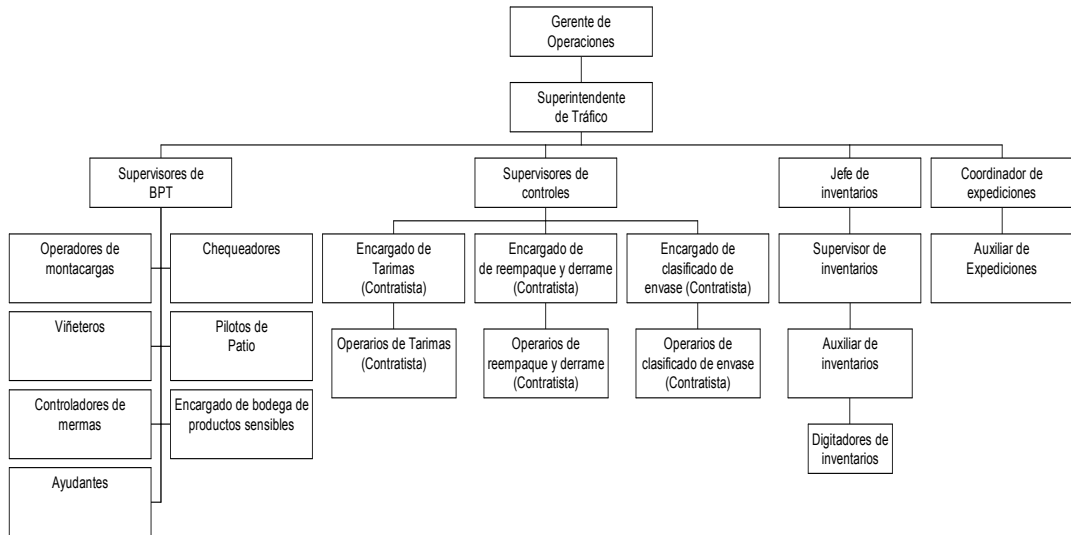 Gerente de
Operaciones
Superintendente
de Tráfico
Supervisores de
BPT
Supervisores de
controles
Jefe de
inventarios
Coordinador de
expediciones
Operadores de
montacargas
Chequeadores
Encargado de
Tarimas
(Contratista)
Encargado de
de reempaque y derrame
(Contratista)
Encargado de
clasificado de
envase (Contratista)
Supervisor de
inventarios
Auxiliar de
Expediciones
Viñeteros
Pilotos de
Patio
Operarios de Tarimas
(Contratista)
Operarios de
reempaque y derrame
(Contratista)
Operarios de
clasificado de envase
(Contratista)
Auxiliar de
inventarios
Controladores de
mermas
Encargado de bodega de
productos sensibles
Digitadores de
inventarios
Ayudantes